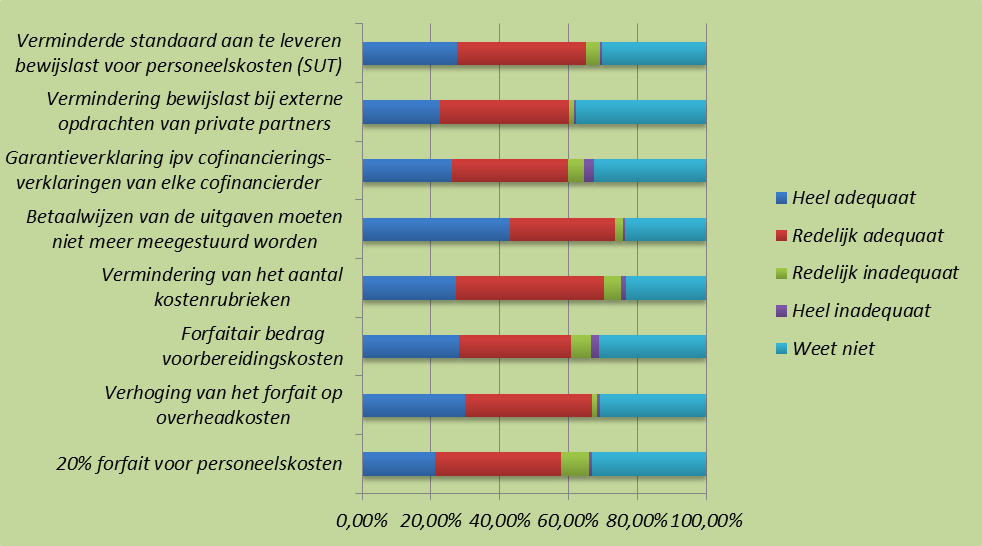 Verminderde standaard aan te leveren
bewijslast voor personeelskosten (SUT)
Vermindering bewijslast bij externe
opdrachten van private partners
Garantieverklaring ipv cofinancierings-
verklaringen van elke cofinancierder
Betaalwijzen van de uitgaven moeten
niet meer meegestuurd worden
Vermindering van het aantal
kostenrubrieken
Forfaitair bedrag
voorbereidingskosten
Verhoging van het forfait op
overheadkosten
20% forfait voor personeelskosten
0,00% 20,00% 40,00% 60,00% 80,00% 100,00%
Heel adequaat
Redelijk adequaat
Redelijk inadequaat
Heel inadequaat
Weet niet